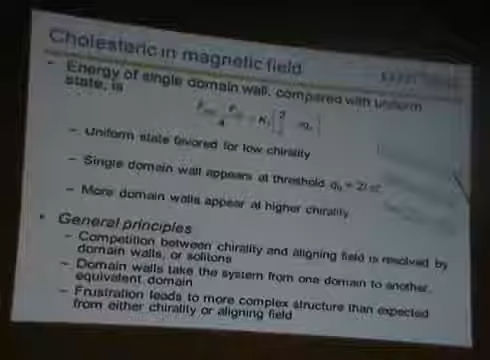 Cholesteric in magnetic field
• Energy of single domain wall, compared with uniform
state, is
– Uniform state favored for low chirality
– Single domain wall appears at threshold
– More domain walls appear at higher chirality
• General principles
– Competition between chirality and aligning field is resolved by
domain walls, or solitons
– Domain walls take the system from one domain to another,
equivalent domain
– Frustration leads to more complex structure than expected
from either chirality or aligning field